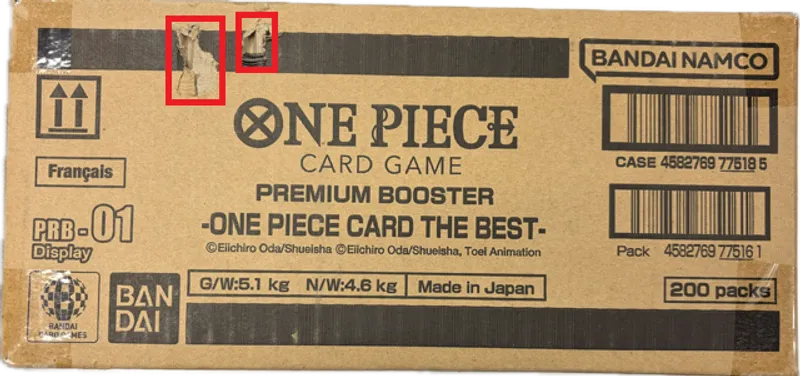 BANDAI NAMCO
ONE PIECE
CARD GAME
CASE 4582769 77518 5
Français
PREMIUM BOOSTER
PRB-01
Display
-ONE PIECE CARD THE BEST-
©Eiichiro Oda/Shueisha ©Eiichiro Oda/Shueisha, Toei Animation
Pack 4582769 77516 1
G/W:5.1 kg N/W:4.6 kg Made in Japan
200 packs
BANDAI
CARD GAMES
BAN
DAI